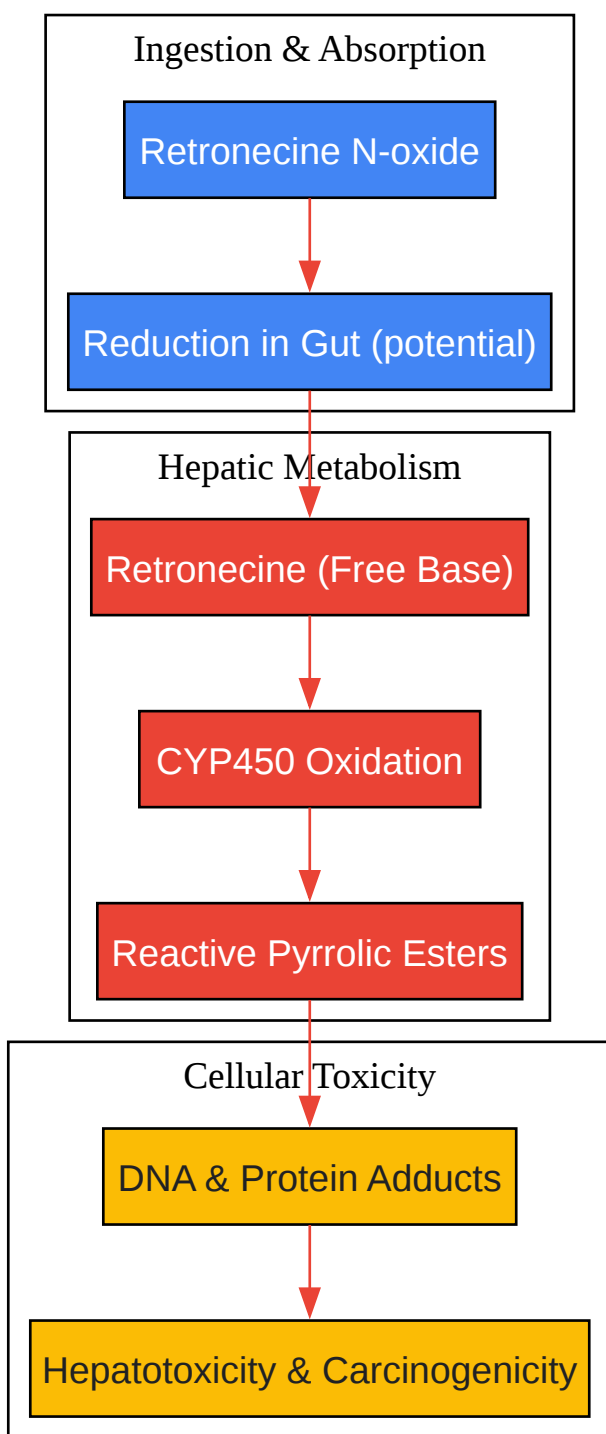 Ingestion & Absorption
Retronecine N-oxide
Reduction in Gut (potential)
Hepatic Metabolism
Retronecine (Free Base)
CYP450 Oxidation
Reactive Pyrrolic Esters
Cellular Toxicity
DNA & Protein Adducts
Hepatotoxicity & Carcinogenicity